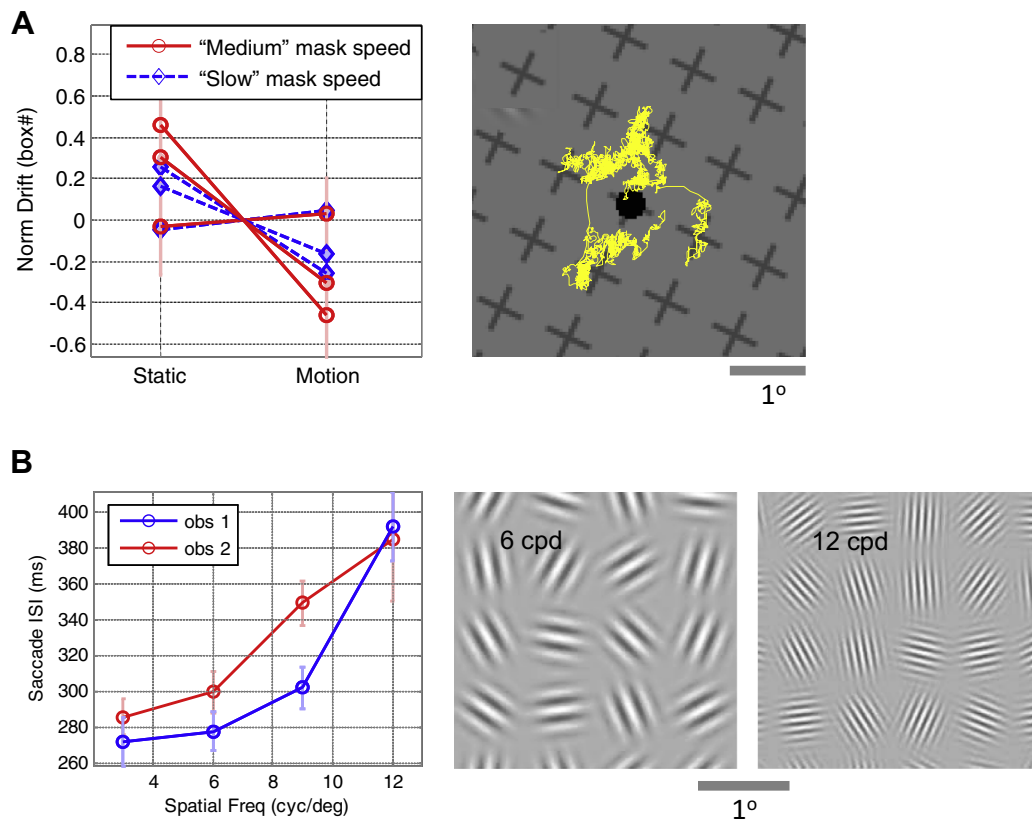 A
Norm Drift (box#)
0.8
0.6
0.4
0.2
0
-0.2
-0.4
-0.6
“Medium” mask speed
“Slow” mask speed
Static Motion
1º
B
Saccade ISI (ms)
400
380
360
340
320
300
280
260
obs 1
obs 2
4 6 8 10 12
Spatial Freq (cyc/deg)
6 cpd
12 cpd
1º